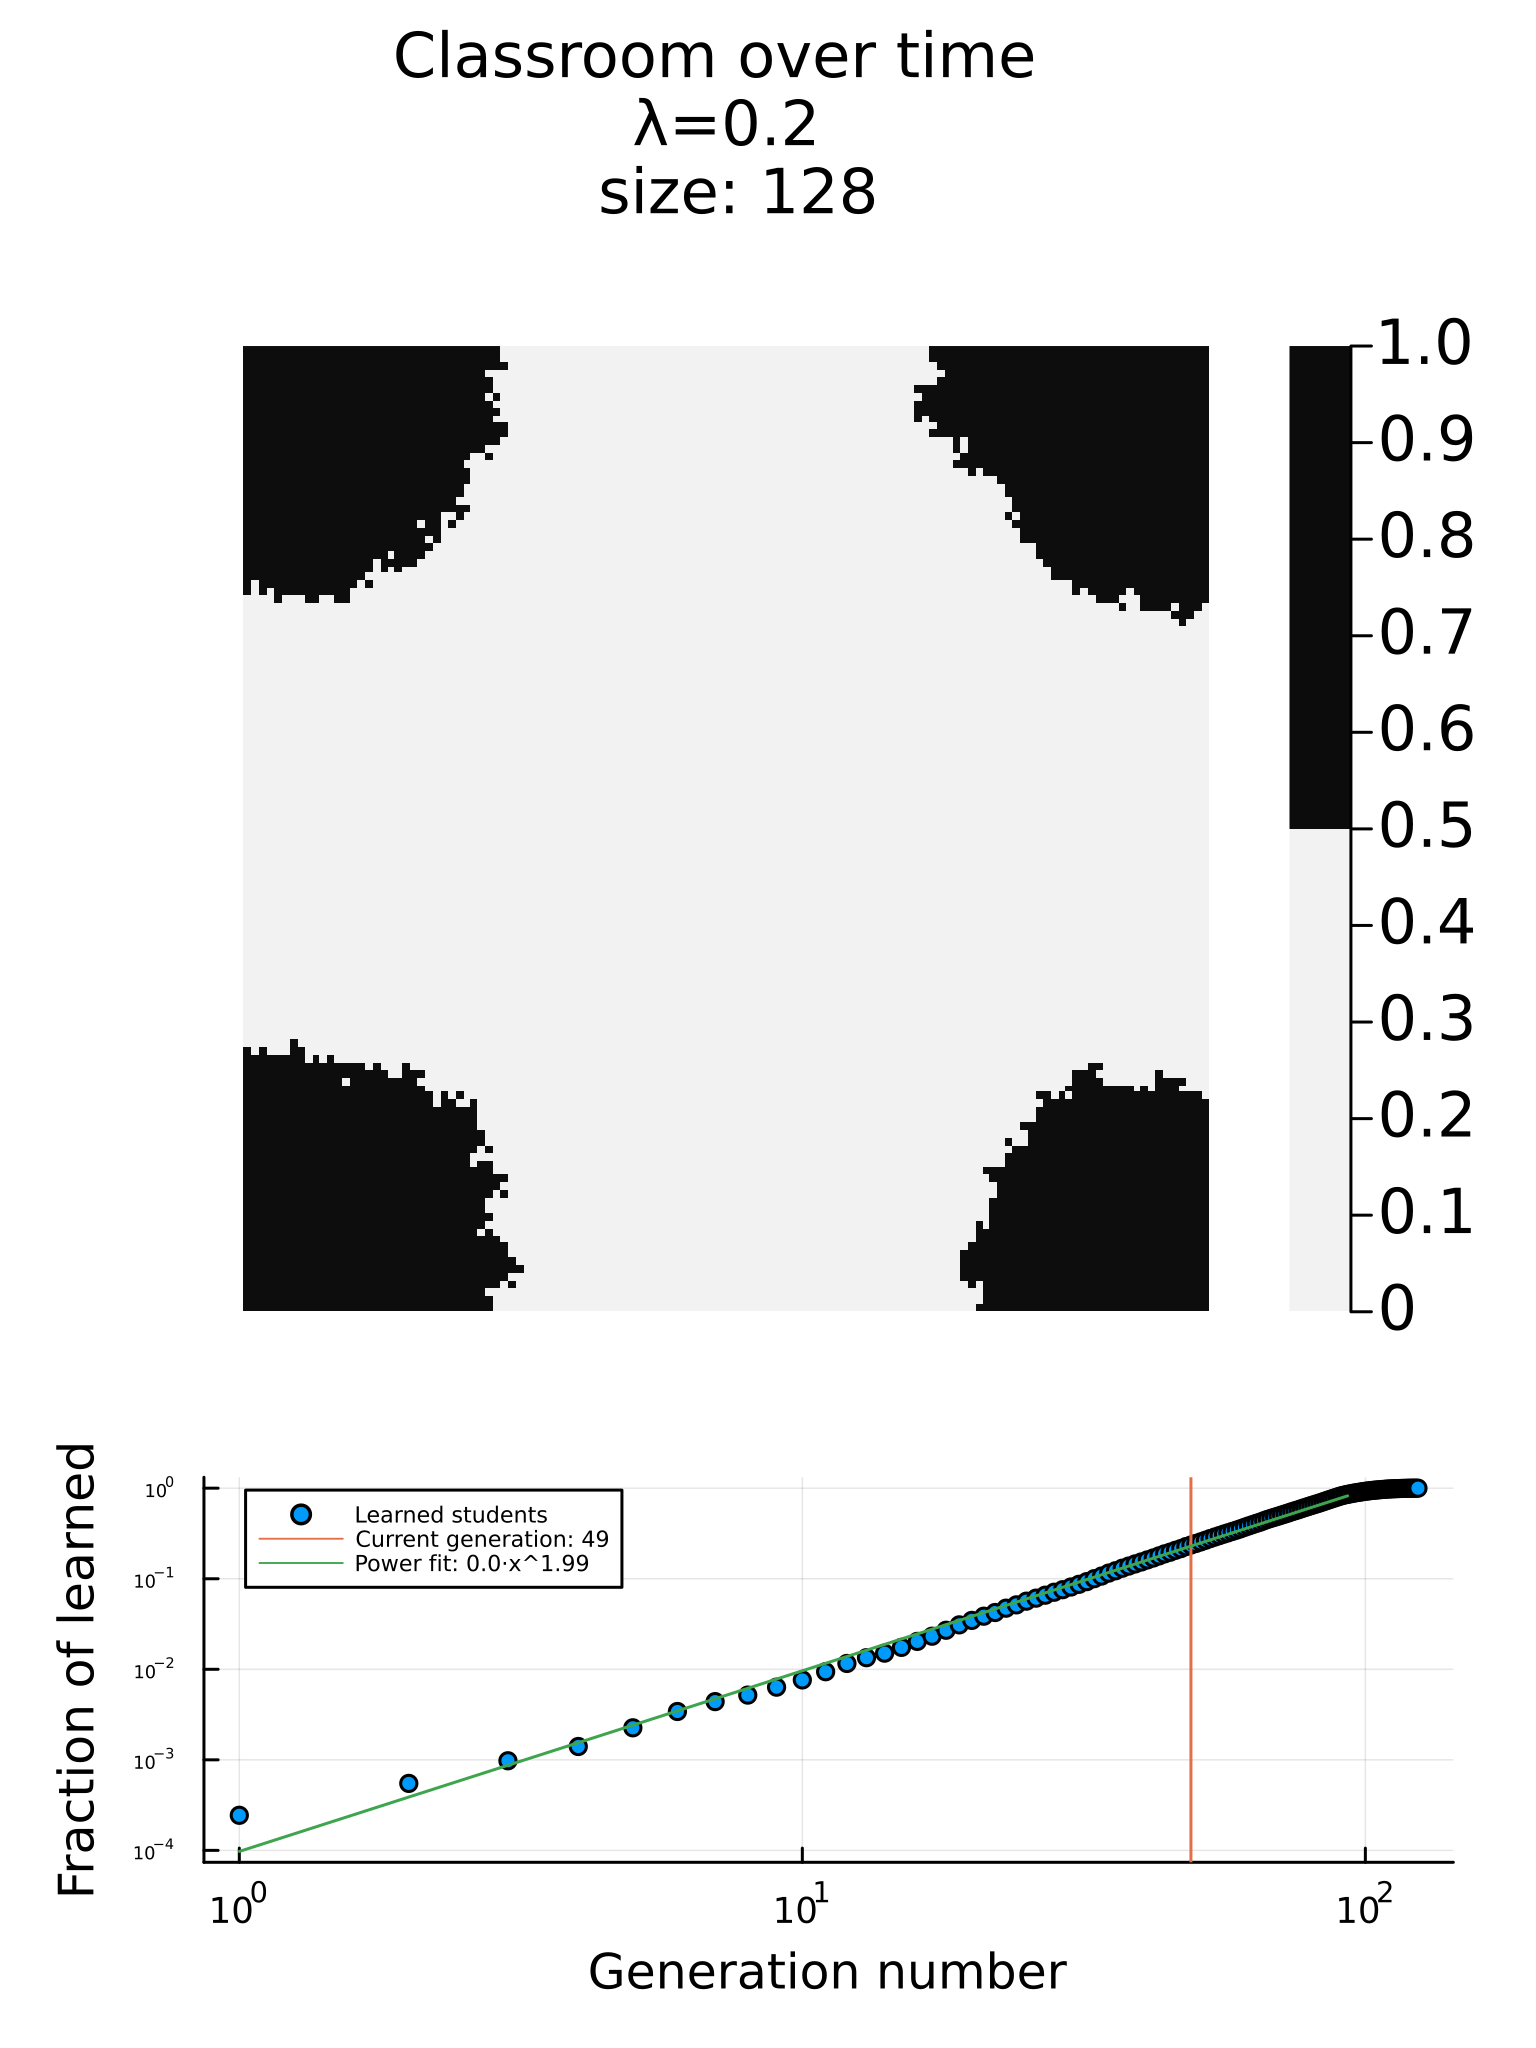 Classroom over time
λ=0.2
size: 128
1.0
0.9
0.8
0.7
0.6
0.5
0.4
0.3
0.2
0.1
0
Fraction of learned
10^0
10^-1
10^-2
10^-3
10^-4
Learned students
Current generation: 49
Power fit: 0.0·x^1.99
10^0 10^1 10^2
Generation number